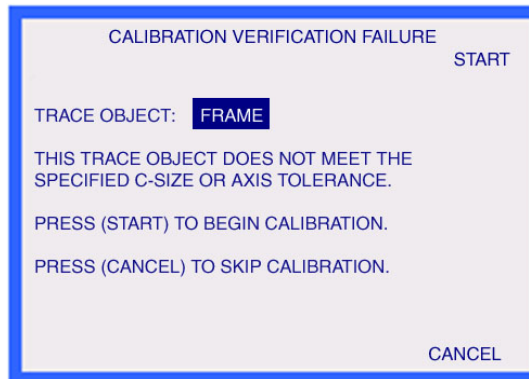 CALIBRATION VERIFICATION FAILURE
START
TRACE OBJECT: FRAME
THIS TRACE OBJECT DOES NOT MEET THE
SPECIFIED C-SIZE OR AXIS TOLERANCE.
PRESS (START) TO BEGIN CALIBRATION.
PRESS (CANCEL) TO SKIP CALIBRATION.
CANCEL